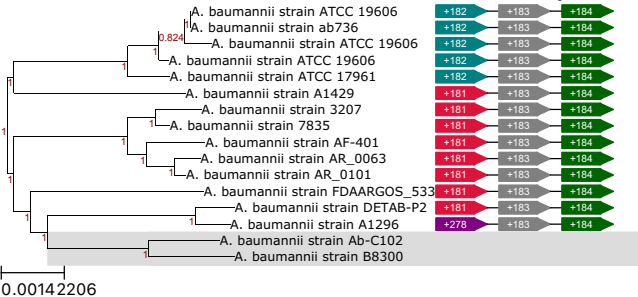 A. baumannii strain ATCC 19606 +182 +183 +184
A. baumannii strain ab736 +182 +183 +184
0.824
1
A. baumannii strain ATCC 19606 +182 +183 +184
A. baumannii strain ATCC 19606 +182 +183 +184
1
1
A. baumannii strain ATCC 17961 +182 +183 +184
1
A. baumannii strain A1429 +181 +183 +184
A. baumannii strain 3207 +181 +183 +184
1
A. baumannii strain 7835 +181 +183 +184
1
1
A. baumannii strain AF-401 +181 +183 +184
1
A. baumannii strain AR_0063 +181 +183 +184
1
1
A. baumannii strain AR_0101 +181 +183 +184
1
A. baumannii strain FDAARGOS_533 +181 +183 +184
A. baumannii strain DETAB-P2 +181 +183 +184
1
1
A. baumannii strain A1296 +278 +183 +184
1
A. baumannii strain Ab-C102
1
A. baumannii strain B8300
0.00142206